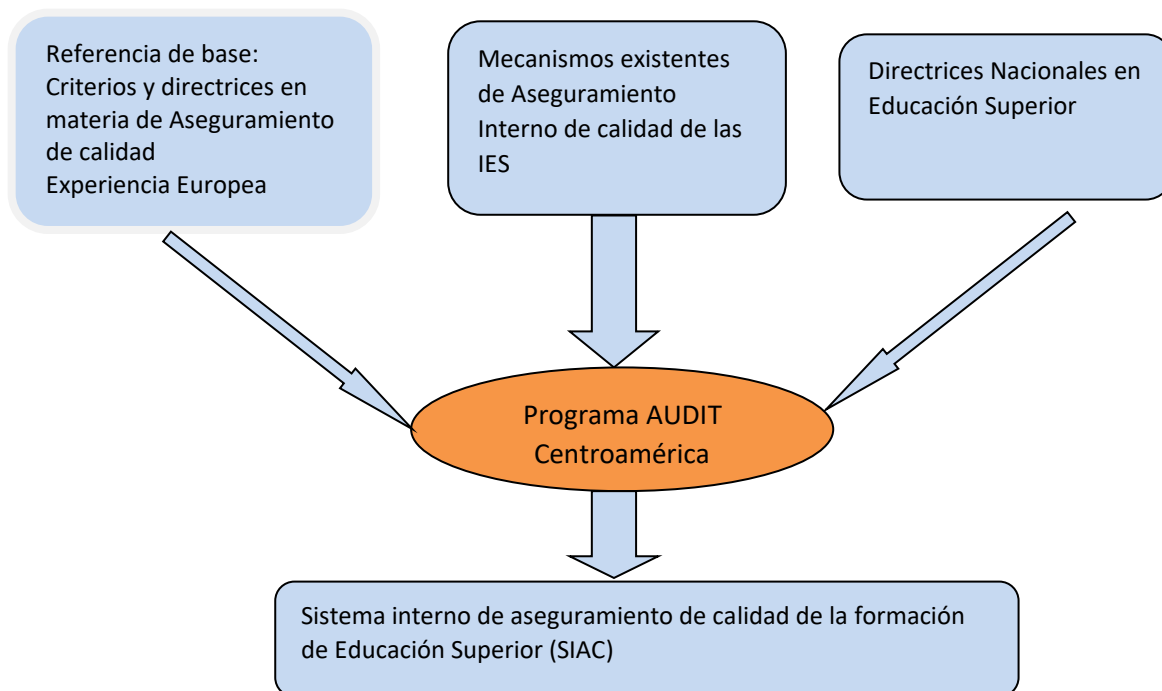 Referencia de base:
Criterios y directrices en
materia de Aseguramiento
de calidad
Experiencia Europea
Mecanismos existentes
de Aseguramiento
Interno de calidad de las
IES
Directrices Nacionales en
Educación Superior
Programa AUDIT
Centroamérica
Sistema interno de aseguramiento de calidad de la formación
de Educación Superior (SIAC)